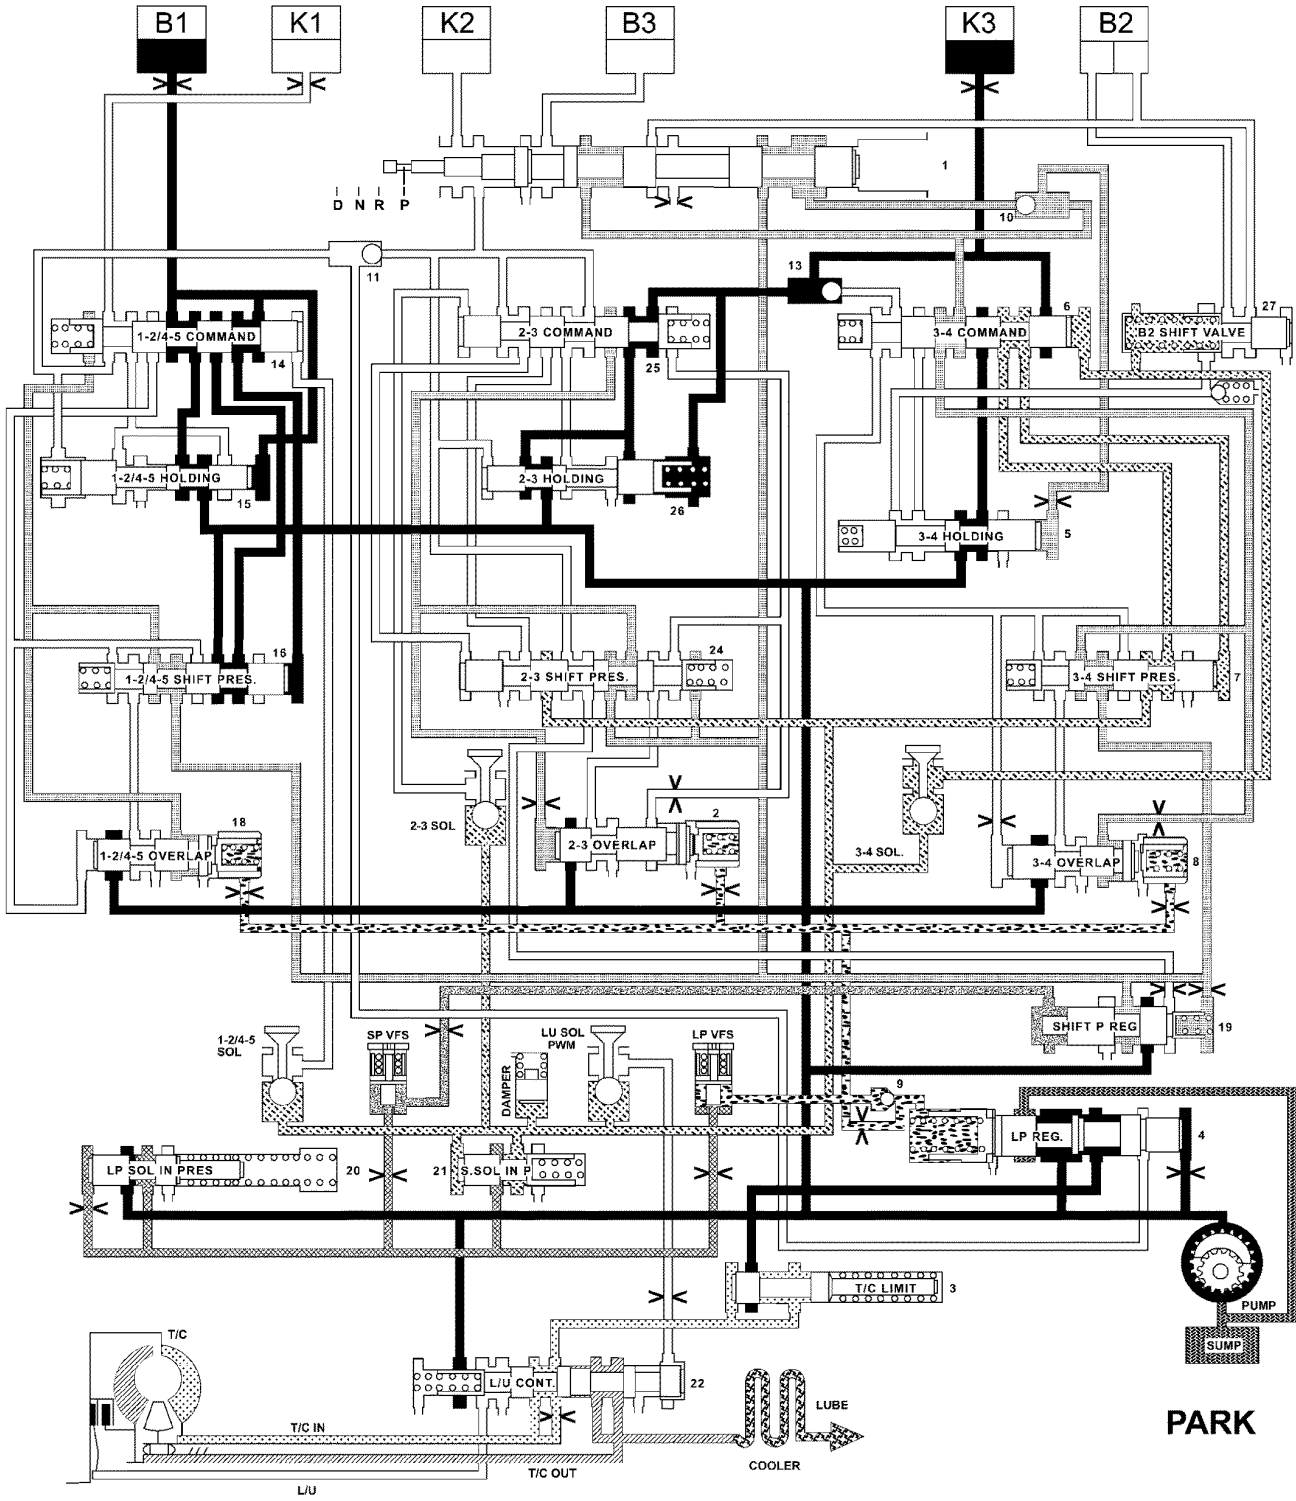 B1 K1 K2 B3 K3 B2
1
D N R P
10
11
13
6
27
1-2/4-5 COMMAND
2-3 COMMAND
3-4 COMMAND
B2 SHIFT VALVE
14
25
1-2/4-5 HOLDING
2-3 HOLDING
15
26
3-4 HOLDING
5
16
24
1-2/4-5 SHIFT PRES.
2-3 SHIFT PRES.
3-4 SHIFT PRES.
7
18
2-3 SOL
2
3-4 SOL.
1-2/4-5 OVERLAP
2-3 OVERLAP
3-4 OVERLAP
8
1-2/4-5
SOL
SP VFS
LU SOL
PWM
LP VFS
SHIFT P REG
19
DAMPER
9
LP REG.
4
LP SOL IN PRES
20
21
S.SOL IN P
T/C LIMIT
3
PUMP
SUMP
T/C
L/U CONT.
22
T/C IN
LUBE
COOLER
T/C OUT
L/U
PARK